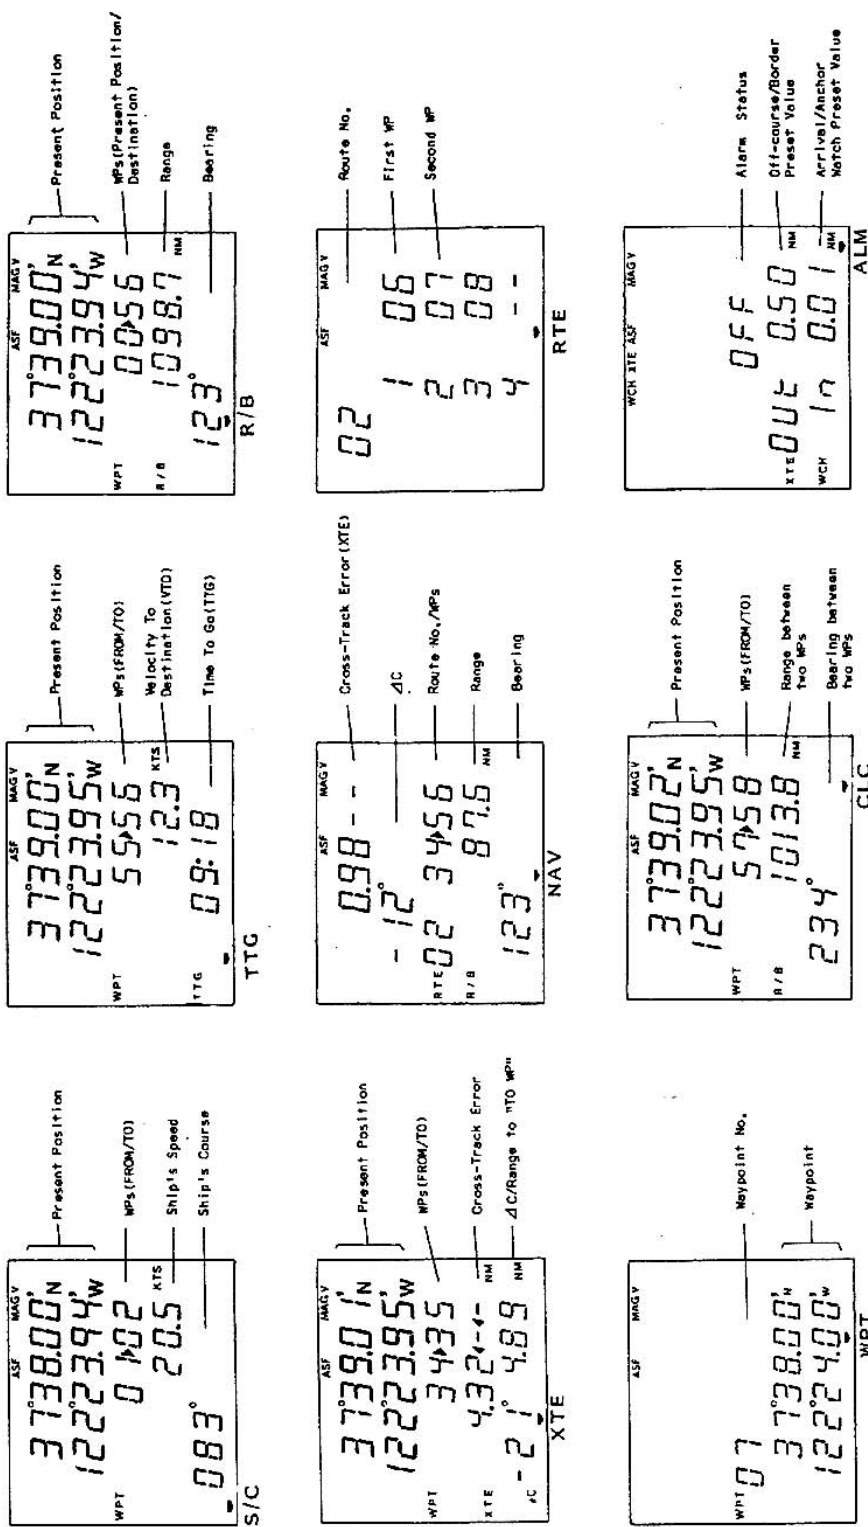 ASF MAGV
37°38.00'N
122°23.94'W
WPT 01▶02
20.5 KTS
083°
S/C
Present Position
WPs(FROM/TO)
Ship's Speed
Ship's Course
ASF MAGV
37°39.00'N
122°23.95'W
WPT 55▶56
12.3 KTS
TTG 09:18
TTG
Present Position
WPs(FROM/TO)
Velocity To
Destination(VTD)
Time To Go(TTG)
ASF MAGV
37°39.00'N
122°23.94'W
WPT 00▶56
R/B 1098.7 NM
123°
R/B
Present Position
WPs(Present Position/
Destination)
Range
Bearing
ASF MAGV
37°39.01'N
122°23.95'W
WPT 34▶35
XTE 4.32 NM
⊿C -21° 4.89 NM
XTE
Present Position
WPs(FROM/TO)
Cross-Track Error
⊿C/Range to "TO WP"
ASF MAGV
0.98 - -
-12°
RTE 02 34▶56
R/B 87.6 NM
123°
NAV
Cross-Track Error(XTE)
⊿C
Route No./WPs
Range
Bearing
ASF MAGV
02
1 06
2 07
3 08
4 - -
RTE
Route No.
First WP
Second WP
ASF MAGV
WPT 07
37°38.00'N
122°24.00'W
WPT
Waypoint No.
Waypoint
ASF MAGV
37°39.02'N
122°23.95'W
WPT 57▶58
R/B 1013.8 NM
234°
CLC
Present Position
WPs(FROM/TO)
Range between
two WPs
Bearing between
two WPs
WCH XTE ASF MAGV
OFF
XTE OUt 0.50 NM
WCH In 0.01 NM
ALM
Alarm Status
Off-course/Border
Preset Value
Arrival/Anchor
Watch Preset Value